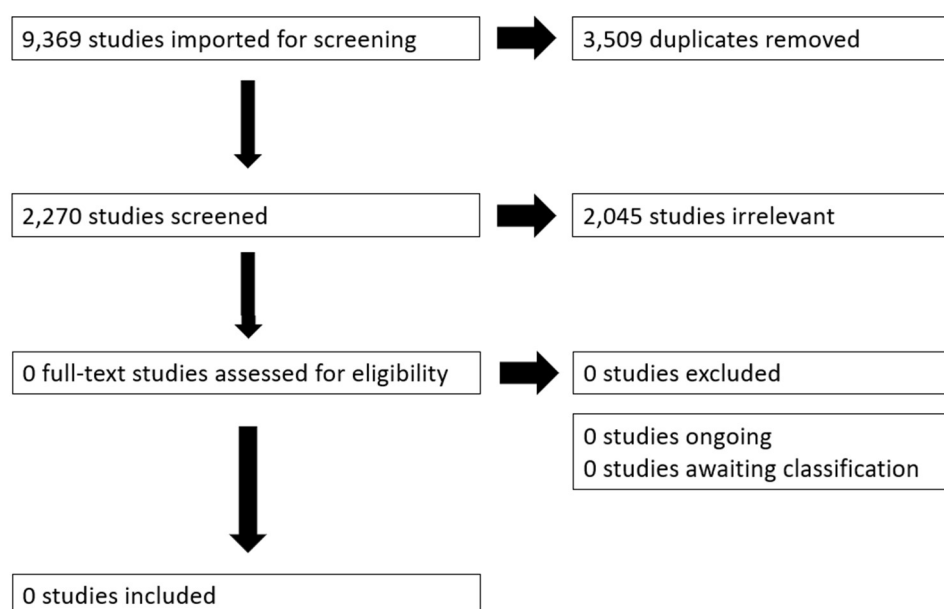 9,369 studies imported for screening
3,509 duplicates removed
2,270 studies screened
2,045 studies irrelevant
0 full-text studies assessed for eligibility
0 studies excluded
0 studies ongoing
0 studies awaiting classification
0 studies included